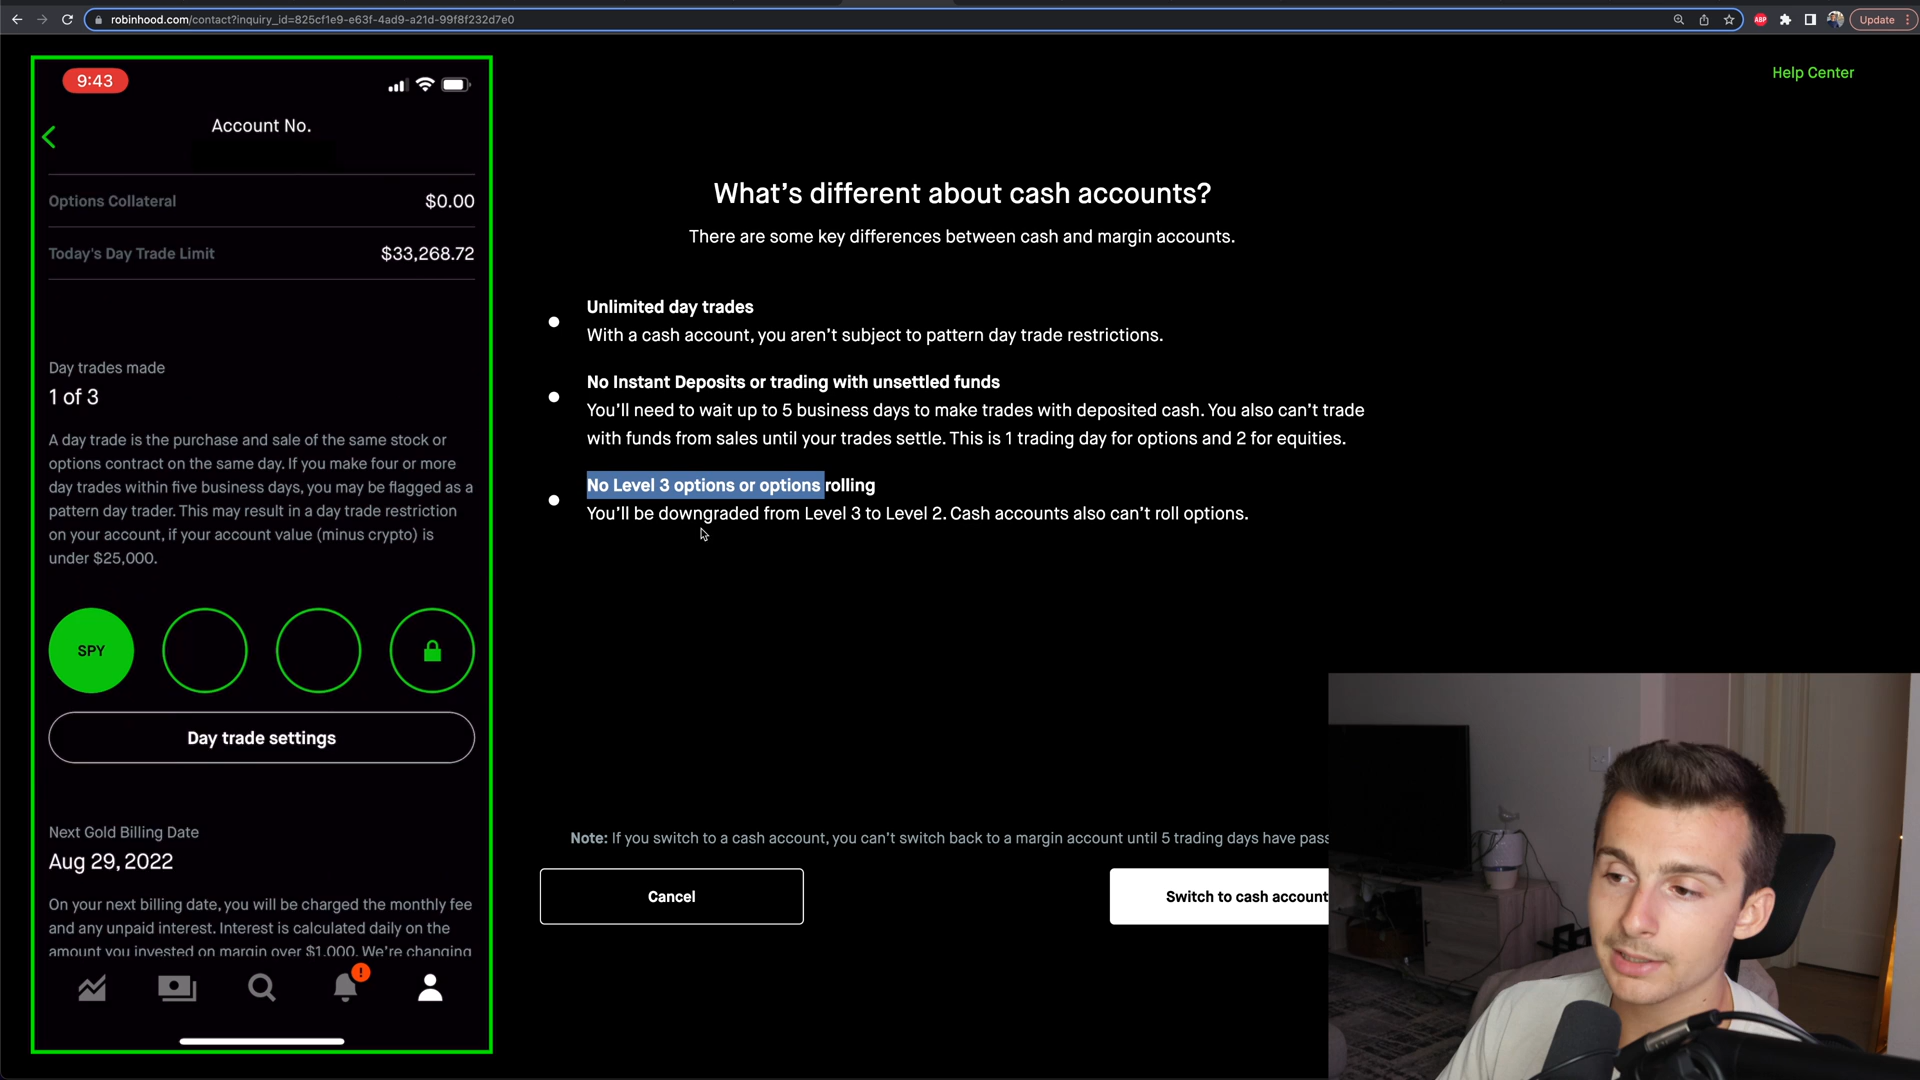 robinhood.com/contact?inquiry_id=825cf1e9-e63f-4ad9-a21d-99f8f232d7e0
ABP
Update
Help Center
9:43
Account No.
Options Collateral
$0.00
Today's Day Trade Limit
$33,268.72
Day trades made
1 of 3
A day trade is the purchase and sale of the same stock or
options contract on the same day. If you make four or more
day trades within five business days, you may be flagged as a
pattern day trader. This may result in a day trade restriction
on your account, if your account value (minus crypto) is
under $25,000.
SPY
Day trade settings
Next Gold Billing Date
Aug 29, 2022
On your next billing date, you will be charged the monthly fee
and any unpaid interest. Interest is calculated daily on the
amount you invested on margin over $1,000. We're changing
What's different about cash accounts?
There are some key differences between cash and margin accounts.
Unlimited day trades
With a cash account, you aren't subject to pattern day trade restrictions.
No Instant Deposits or trading with unsettled funds
You'll need to wait up to 5 business days to make trades with deposited cash. You also can't trade
with funds from sales until your trades settle. This is 1 trading day for options and 2 for equities.
No Level 3 options or options rolling
You'll be downgraded from Level 3 to Level 2. Cash accounts also can't roll options.
Note: If you switch to a cash account, you can't switch back to a margin account until 5 trading days have pass
Cancel
Switch to cash account